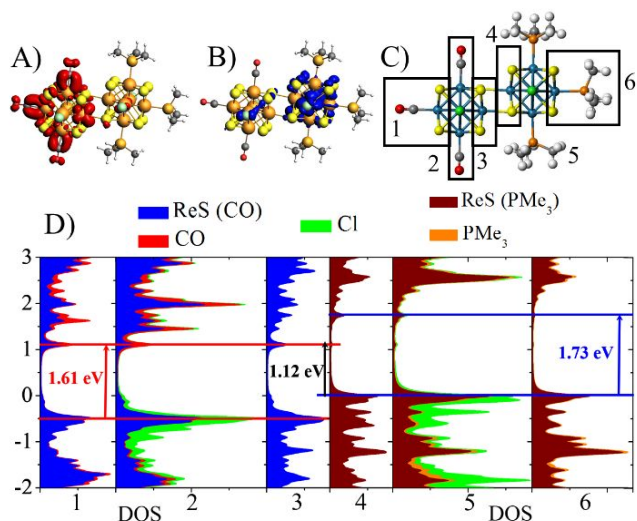 A)
B)
C)
4
6
1
2
3
5
D)
ReS (CO)
CO
Cl
ReS (PMe₃)
PMe₃
3
2
1
0
-1
-2
1.61 eV
1.12 eV
1.73 eV
1 2 3 4 5 6
DOS DOS